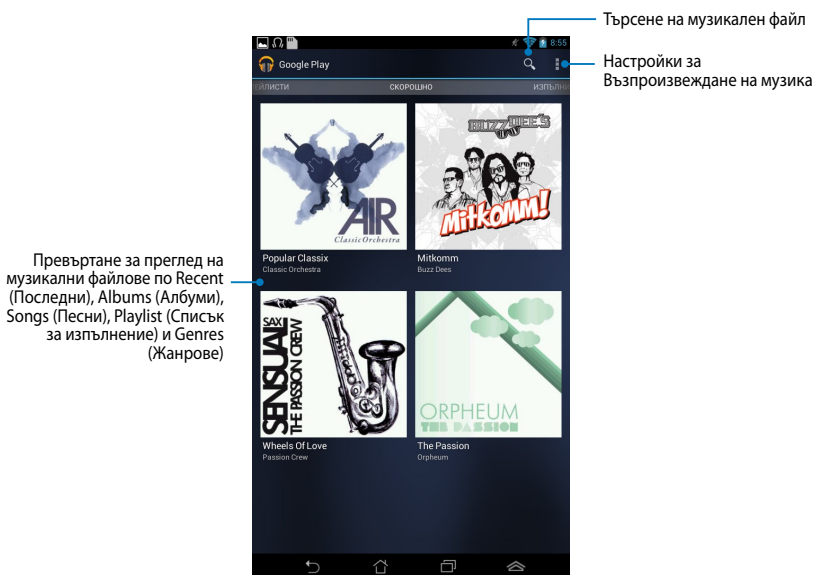 Търсене на музикален файл
Настройки за
Възпроизвеждане на музика
8:55
Google Play
ЕЙЛИСТИ
СКОРОШНО
ИЗПЪЛНИ
AIR
Classic Orchestra
Popular Classix
Classic Orchestra
BUZZ DEE'S
Mitkomm!
Mitkomm
Buzz Dees
Превъртане за преглед на
музикални файлове по Recent
(Последни), Albums (Албуми),
Songs (Песни), Playlist (Списък
за изпълнение) и Genres
(Жанрове)
SENSUAL SAX
THE PASSION CREW
Wheels Of Love
Passion Crew
ORPHEUM
THE PASSION
The Passion
Orpheum